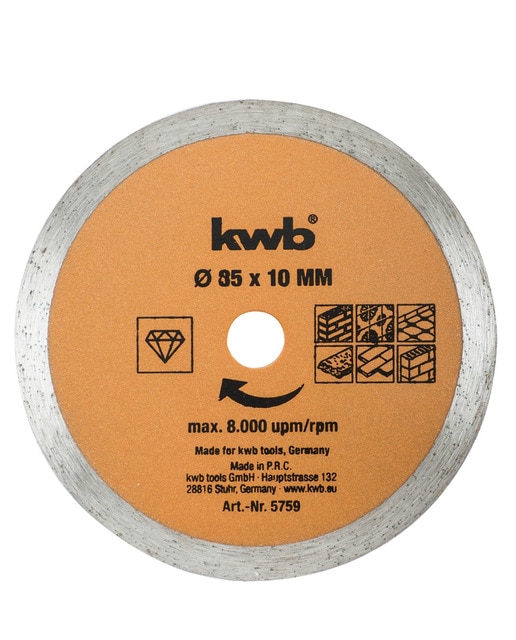 kwb®
Ø 85 x 10 MM
max. 8.000 upm/rpm
Made for kwb tools, Germany
Made in P.R.C.
kwb tools GmbH · Hauptstrasse 132
28816 Stuhr, Germany · www.kwb.eu
Art.-Nr. 5759